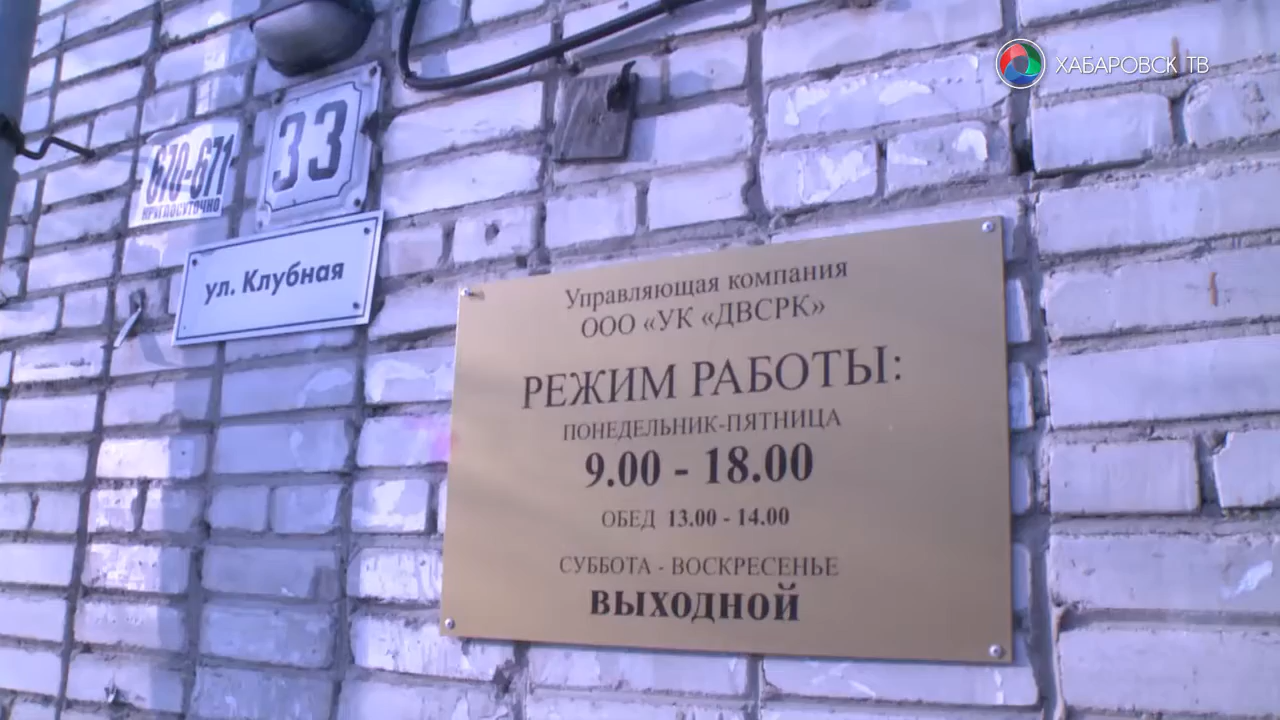 ХАБАРОВСК ТВ
33
670-671
КРУГЛОСУТОЧНО
ул. Клубная
Управляющая компания
ООО «УК «ДВСРК»
РЕЖИМ РАБОТЫ:
ПОНЕДЕЛЬНИК-ПЯТНИЦА
9.00 - 18.00
ОБЕД 13.00 - 14.00
СУББОТА - ВОСКРЕСЕНЬЕ
ВЫХОДНОЙ